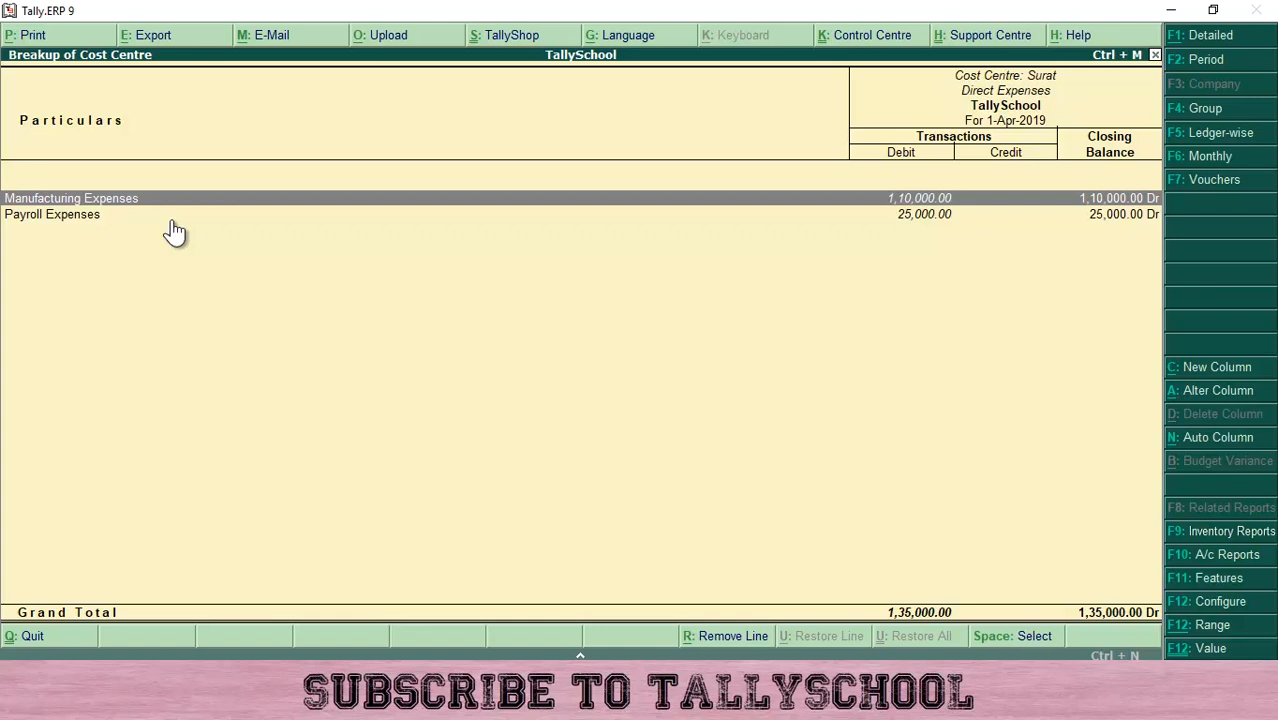 Tally.ERP 9
P: Print E: Export M: E-Mail O: Upload S: TallyShop G: Language K: Keyboard K: Control Centre H: Support Centre H: Help
Breakup of Cost Centre TallySchool Ctrl + M
Particulars
Cost Centre: Surat
Direct Expenses
TallySchool
For 1-Apr-2019
Transactions Closing
Debit Credit Balance
Manufacturing Expenses 1,10,000.00 1,10,000.00 Dr
Payroll Expenses 25,000.00 25,000.00 Dr
Grand Total 1,35,000.00 1,35,000.00 Dr
Q: Quit R: Remove Line U: Restore Line U: Restore All Space: Select
Ctrl + N
F1: Detailed
F2: Period
F3: Company
F4: Group
F5: Ledger-wise
F6: Monthly
F7: Vouchers
C: New Column
A: Alter Column
D: Delete Column
N: Auto Column
B: Budget Variance
F8: Related Reports
F9: Inventory Reports
F10: A/c Reports
F11: Features
F12: Configure
F12: Range
F12: Value
SUBSCRIBE TO TALLYSCHOOL